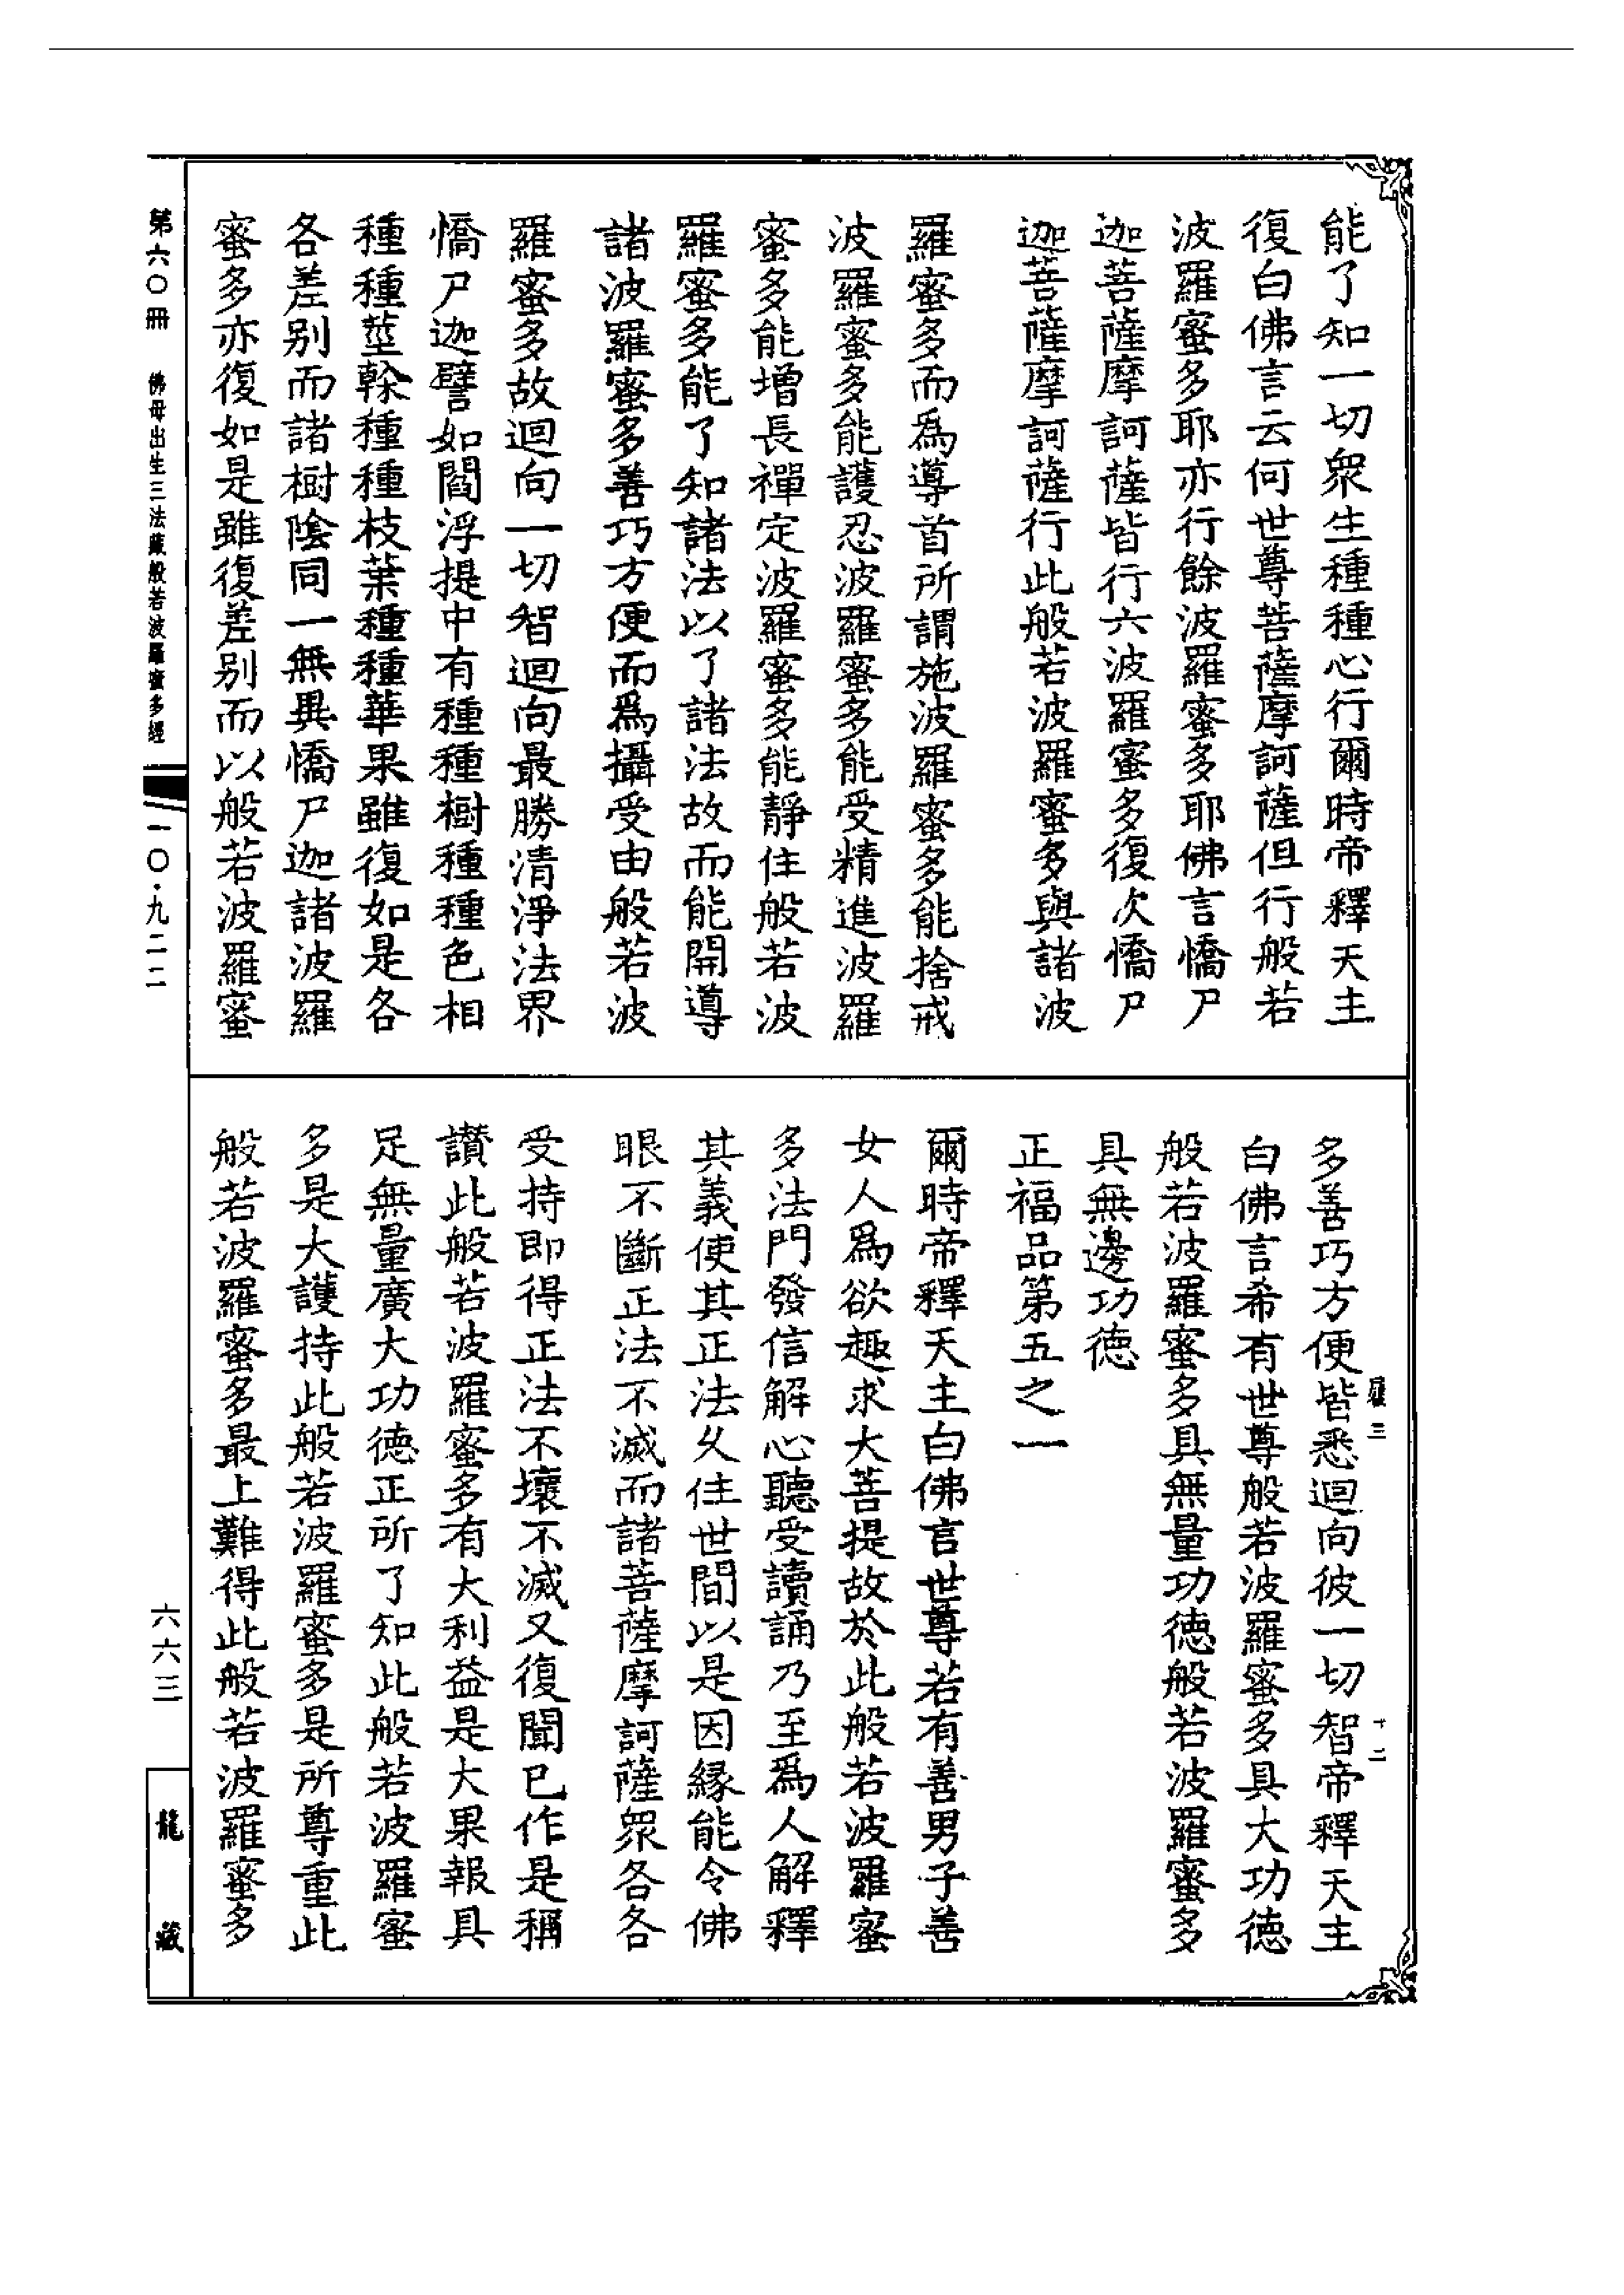 能了知一切衆生種種心行爾時帝釋天主
復白佛言云何世尊菩薩摩訶薩但行般若
波羅蜜多耶亦行餘波羅蜜多耶佛言憍尸
迦菩薩摩訶薩皆行六波羅蜜多復次憍尸
迦菩薩摩訶薩行此般若波羅蜜多與諸波
羅蜜多而爲導首所謂施波羅蜜多能捨戒
波羅蜜多能護忍波羅蜜多能受精進波羅
蜜多能增長禪定波羅蜜多能靜住般若波
羅蜜多能了知諸法以了諸法故而能開導
諸波羅蜜多善巧方便而爲攝受由般若波
羅蜜多故迴向一切智迴向最勝清淨法界
憍尸迦譬如閻浮提中有種種樹種種色相
種種莖榦種種枝葉種種華果雖復如是各
各差别而諸樹陰同一無異憍尸迦諸波羅
蜜多亦復如是雖復差别而以般若波羅蜜
多善巧方便皆悉迴向彼一切智帝釋天主
白佛言希有世尊般若波羅蜜多具大功德
般若波羅蜜多具無量功德般若波羅蜜多
具無邊功德
正福品第五之一
爾時帝釋天主白佛言世尊若有善男子善
女人爲欲趣求大菩提故於此般若波羅蜜
多法門發信解心聽受讀誦乃至爲人解釋
其義使其正法久住世間以是因緣能令佛
眼不斷正法不滅而諸菩薩摩訶薩眾各各
受持即得正法不壞不滅又復聞已作是稱
讚此般若波羅蜜多有大利益是大果報具
足無量廣大功德正所了知此般若波羅蜜
多是大護持此般若波羅蜜多是所尊重此
般若波羅蜜多最上難得此般若波羅蜜多
履三
十二
第六〇冊 佛母出生三法藏般若波羅蜜多經
一〇·九二二
六六三
龍藏